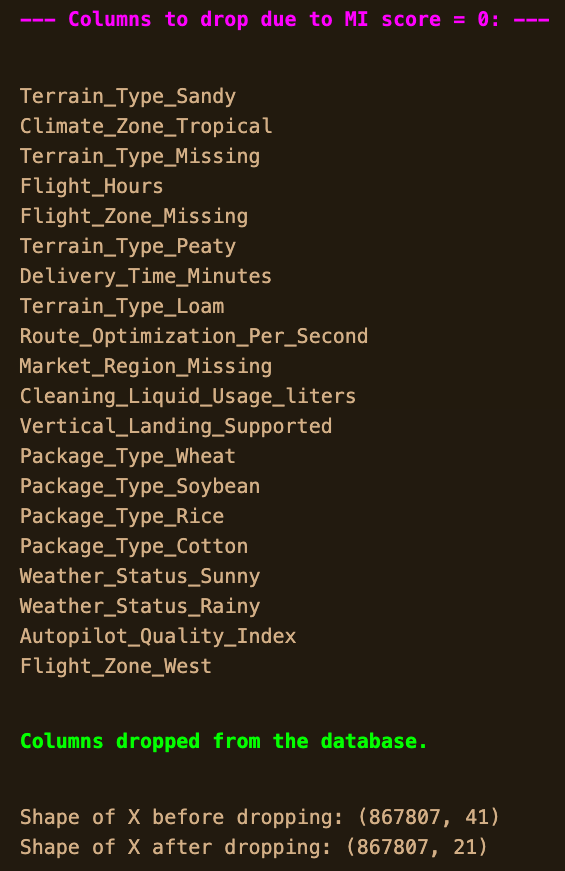 --- Columns to drop due to MI score = 0: ---
Terrain_Type_Sandy
Climate_Zone_Tropical
Terrain_Type_Missing
Flight_Hours
Flight_Zone_Missing
Terrain_Type_Peaty
Delivery_Time_Minutes
Terrain_Type_Loam
Route_Optimization_Per_Second
Market_Region_Missing
Cleaning_Liquid_Usage_liters
Vertical_Landing_Supported
Package_Type_Wheat
Package_Type_Soybean
Package_Type_Rice
Package_Type_Cotton
Weather_Status_Sunny
Weather_Status_Rainy
Autopilot_Quality_Index
Flight_Zone_West
Columns dropped from the database.
Shape of X before dropping: (867807, 41)
Shape of X after dropping: (867807, 21)